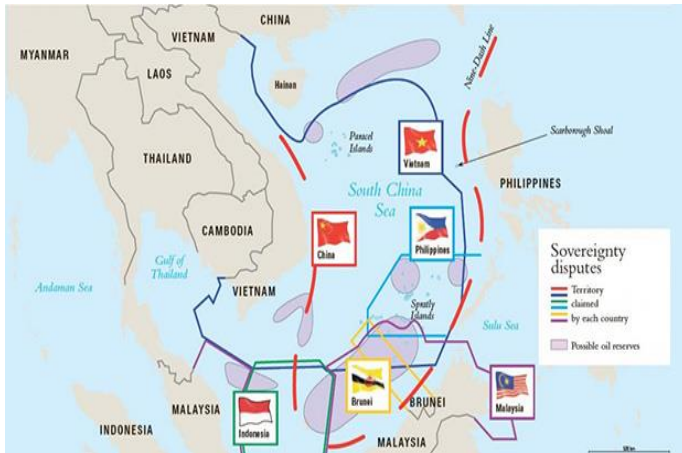 CHINA
VIETNAM
MYANMAR
LAOS
Hainan
Nine-Dash Line
Paracel
Islands
Vietnam
Scarborough Shoal
THAILAND
PHILIPPINES
South China
Sea
CAMBODIA
China
Philippines
Gulf of
Thailand
VIETNAM
Andaman Sea
Spratly
Islands
Sulu Sea
Sovereignty
disputes
Territory
claimed
by each country
Possible oil reserves
Brunei
BRUNEI
Malaysia
MALAYSIA
Indonesia
INDONESIA
MALAYSIA